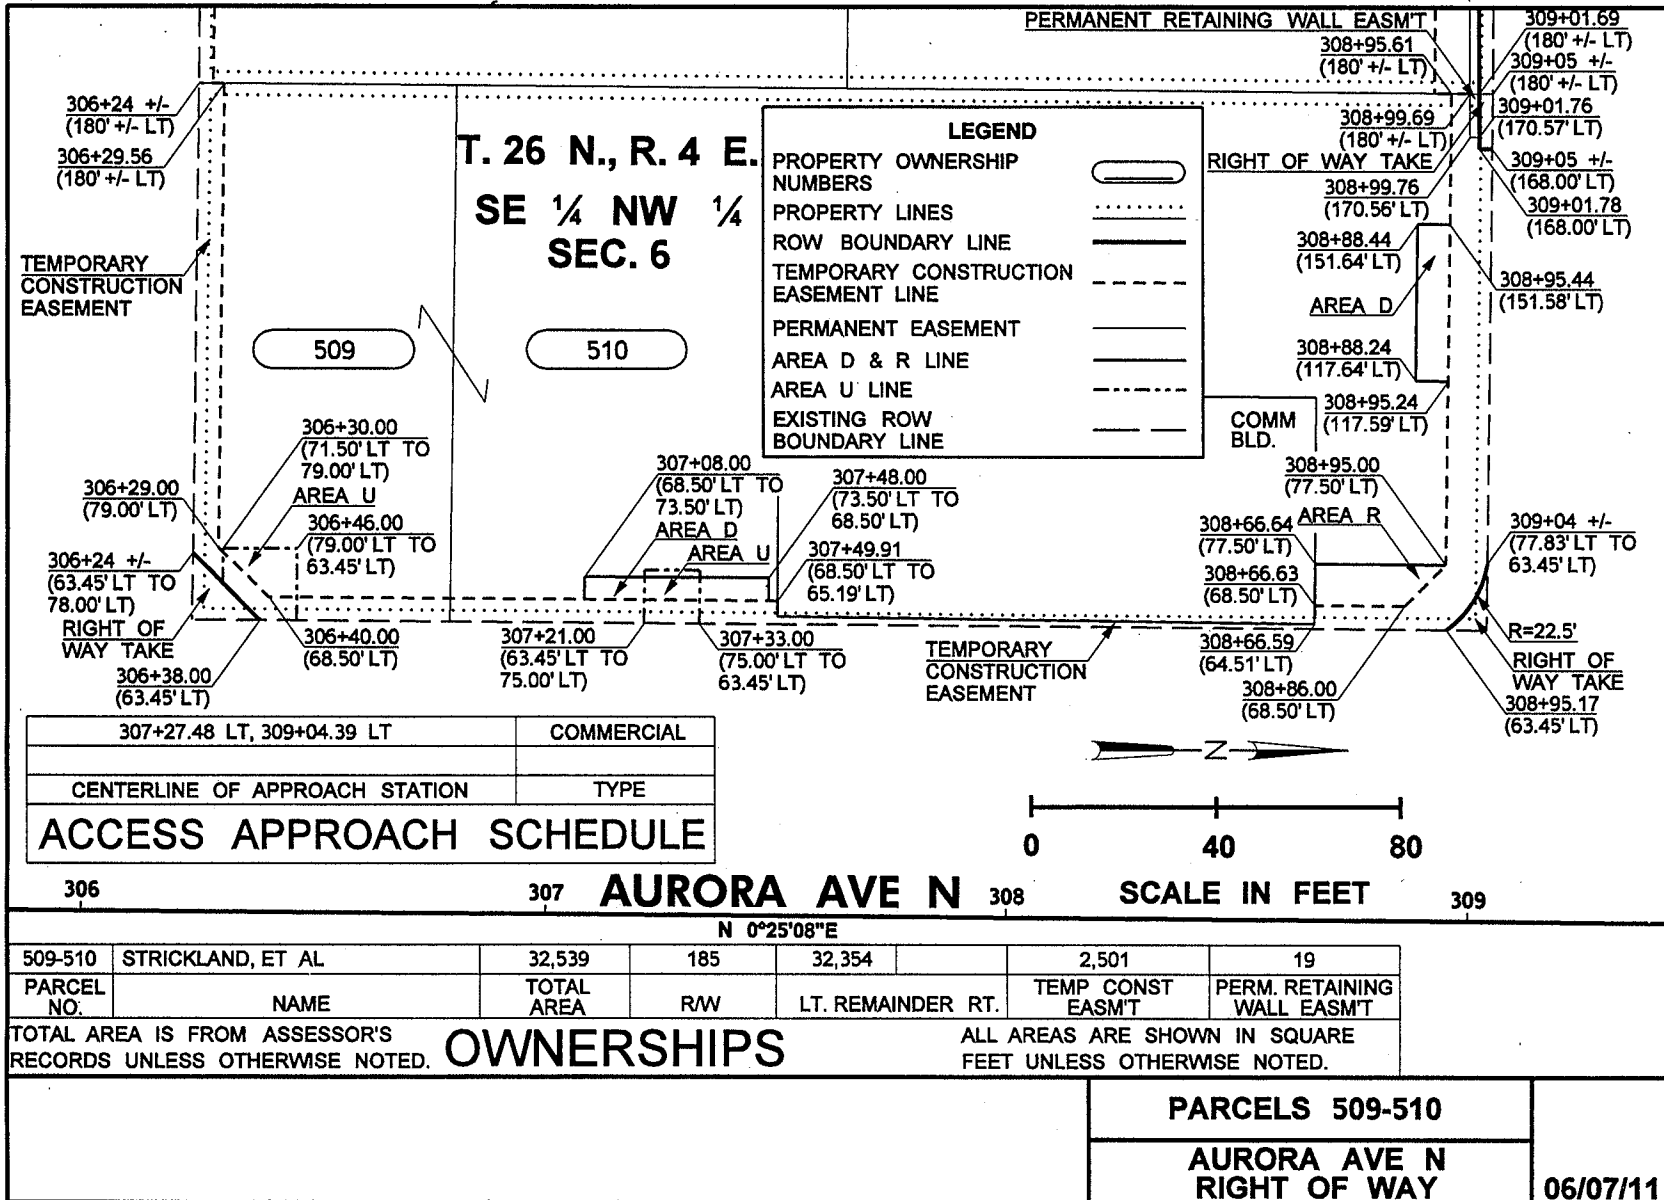 PERMANENT RETAINING WALL EASM'T
308+95.61
(180' +/- LT)
309+01.69
(180' +/- LT)
309+05 +/-
(180' +/- LT)
309+01.76
(170.57' LT)
308+99.69
(180' +/- LT)
RIGHT OF WAY TAKE
308+99.76
(170.56' LT)
309+05 +/-
(168.00' LT)
309+01.78
(168.00' LT)
308+88.44
(151.64' LT)
308+95.44
(151.58' LT)
AREA D
308+88.24
(117.64' LT)
308+95.24
(117.59' LT)
306+24 +/-
(180' +/- LT)
306+29.56
(180' +/- LT)
T. 26 N., R. 4 E.
SE ¼ NW ¼
SEC. 6
LEGEND
PROPERTY OWNERSHIP
NUMBERS
PROPERTY LINES
ROW BOUNDARY LINE
TEMPORARY CONSTRUCTION
EASEMENT LINE
PERMANENT EASEMENT
AREA D & R LINE
AREA U LINE
EXISTING ROW
BOUNDARY LINE
TEMPORARY
CONSTRUCTION
EASEMENT
509
510
COMM
BLD.
306+30.00
(71.50' LT TO
79.00' LT)
AREA U
306+29.00
(79.00' LT)
306+46.00
(79.00' LT TO
63.45' LT)
306+24 +/-
(63.45' LT TO
78.00' LT)
RIGHT OF
WAY TAKE
306+38.00
(63.45' LT)
306+40.00
(68.50' LT)
307+08.00
(68.50' LT TO
73.50' LT)
AREA D
AREA U
307+48.00
(73.50' LT TO
68.50' LT)
307+49.91
(68.50' LT TO
65.19' LT)
307+21.00
(63.45' LT TO
75.00' LT)
307+33.00
(75.00' LT TO
63.45' LT)
TEMPORARY
CONSTRUCTION
EASEMENT
308+95.00
(77.50' LT)
AREA R
308+66.64
(77.50' LT)
308+66.63
(68.50' LT)
308+66.59
(64.51' LT)
308+86.00
(68.50' LT)
309+04 +/-
(77.83' LT TO
63.45' LT)
R=22.5'
RIGHT OF
WAY TAKE
308+95.17
(63.45' LT)
307+27.48 LT, 309+04.39 LT COMMERCIAL
CENTERLINE OF APPROACH STATION TYPE
ACCESS APPROACH SCHEDULE
Z
0 40 80
SCALE IN FEET
306 307 AURORA AVE N 308 309
N 0°25'08"E
509-510 STRICKLAND, ET AL 32,539 185 32,354 2,501 19
PARCEL
NO.
NAME
TOTAL
AREA
R/W
LT. REMAINDER RT.
TEMP CONST
EASM'T
PERM. RETAINING
WALL EASM'T
TOTAL AREA IS FROM ASSESSOR'S
RECORDS UNLESS OTHERWISE NOTED.
OWNERSHIPS
ALL AREAS ARE SHOWN IN SQUARE
FEET UNLESS OTHERWISE NOTED.
PARCELS 509-510
AURORA AVE N
RIGHT OF WAY
06/07/11